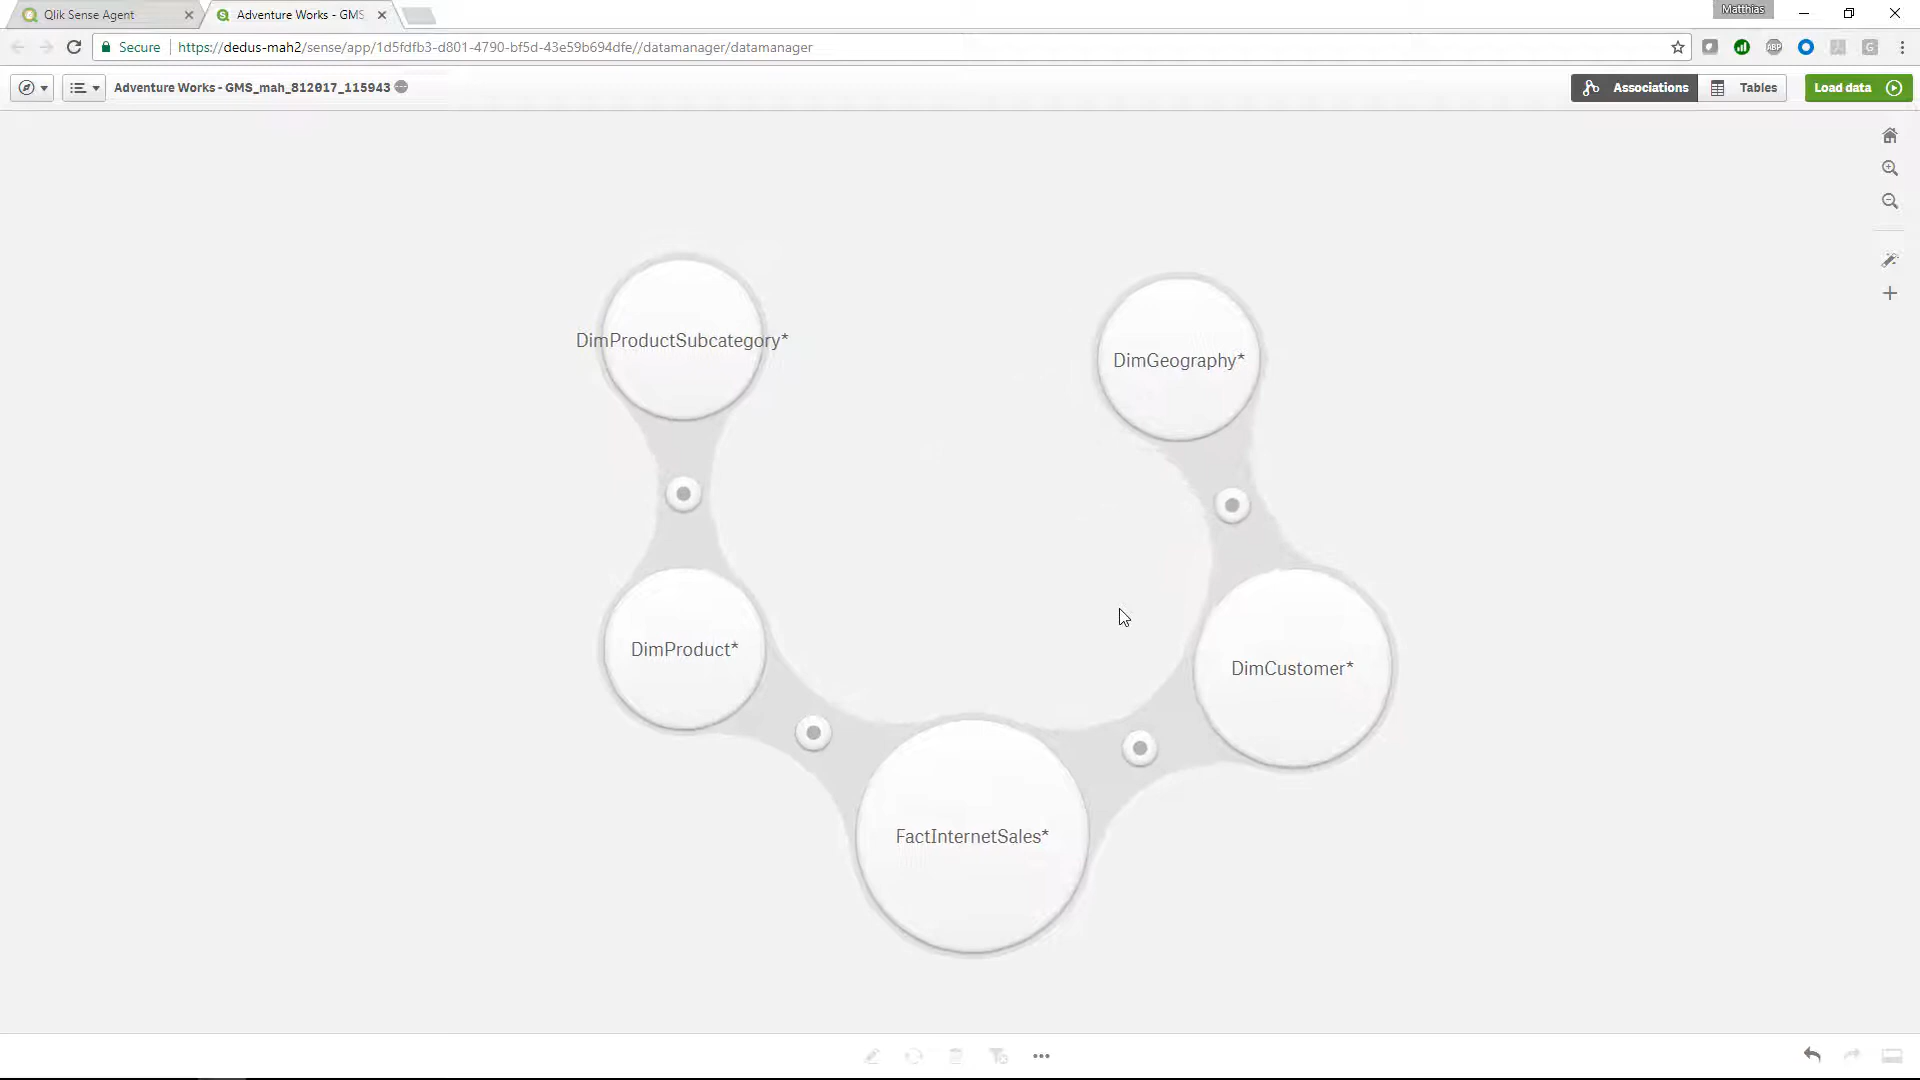 Qlik Sense Agent
Adventure Works - GMS
Matthias
Secure
https://dedus-mah2/sense/app/1d5fdfb3-d801-4790-bf5d-43e59b694dfe//datamanager/datamanager
ABP
G
Adventure Works - GMS_mah_812017_115943
Associations
Tables
Load data
DimProductSubcategory*
DimGeography*
DimProduct*
DimCustomer*
FactInternetSales*